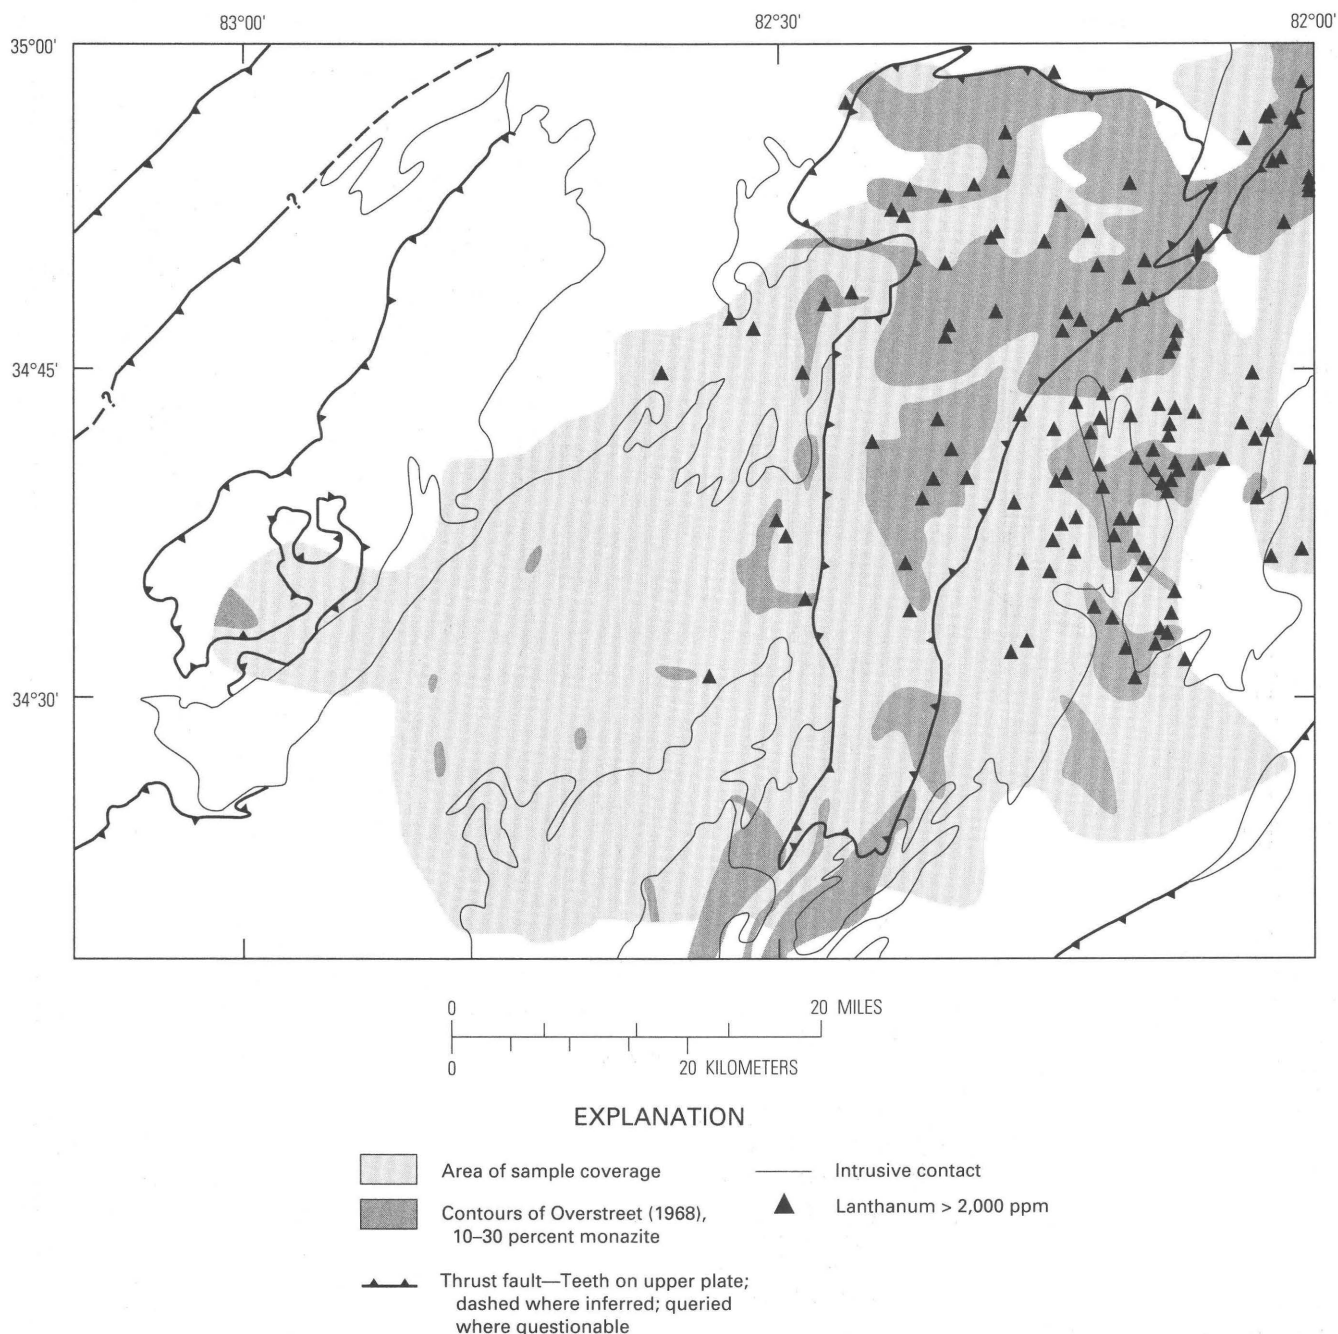 83°00'
82°30'
82°00'
35°00'
?
34°45'
?
34°30'
0
20 MILES
0
20 KILOMETERS
EXPLANATION
Area of sample coverage
Contours of Overstreet (1968),
10–30 percent monazite
Thrust fault—Teeth on upper plate;
dashed where inferred; queried
where questionable
Intrusive contact
Lanthanum > 2,000 ppm